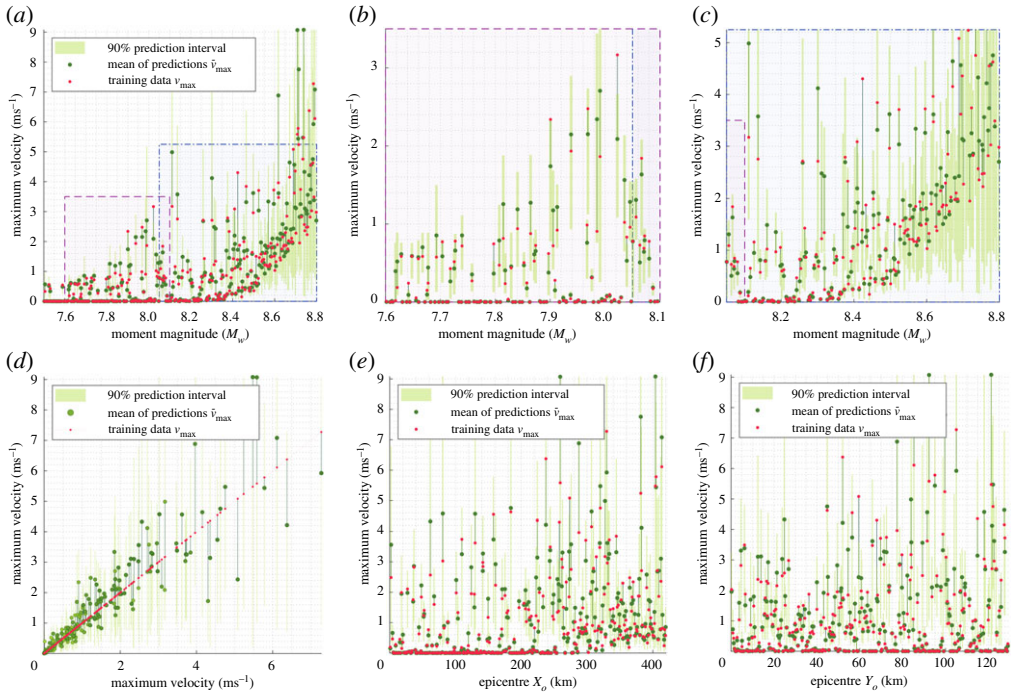 (a)
9
8
7
6
5
4
3
2
1
0
maximum velocity (ms⁻¹)
90% prediction interval
mean of predictions v̂max
training data vmax
7.6 7.8 8.0 8.2 8.4 8.6 8.8
moment magnitude (Mw)
(b)
3
2
1
0
maximum velocity (ms⁻¹)
7.6 7.7 7.8 7.9 8.0 8.1
moment magnitude (Mw)
(c)
5
4
3
2
1
0
maximum velocity (ms⁻¹)
8.2 8.4 8.6 8.8
moment magnitude (Mw)
(d)
9
8
7
6
5
4
3
2
1
0
maximum velocity (ms⁻¹)
90% prediction interval
mean of predictions v̂max
training data vmax
2 4 6
maximum velocity (ms⁻¹)
(e)
9
8
7
6
5
4
3
2
1
maximum velocity (ms⁻¹)
90% prediction interval
mean of predictions v̂max
training data vmax
0 100 200 300 400
epicentre Xo (km)
(f)
9
8
7
6
5
4
3
2
1
maximum velocity (ms⁻¹)
90% prediction interval
mean of predictions v̂max
training data vmax
0 20 40 60 80 100 120
epicentre Yo (km)